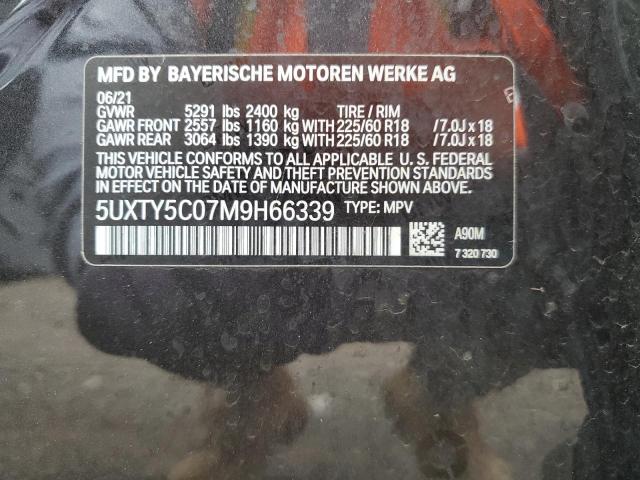 MFD BY BAYERISCHE MOTOREN WERKE AG
06/21
GVWR 5291 lbs 2400 kg TIRE / RIM
GAWR FRONT 2557 lbs 1160 kg WITH 225/60 R18 /7.0J x 18
GAWR REAR 3064 lbs 1390 kg WITH 225/60 R18 /7.0J x 18
THIS VEHICLE CONFORMS TO ALL APPLICABLE U. S. FEDERAL
MOTOR VEHICLE SAFETY AND THEFT PREVENTION
STANDARDS IN EFFECT ON THE DATE OF MANUFACTURE SHOWN ABOVE.
5UXTY5C07M9H66339 TYPE: MPV
A90M
7 320 730